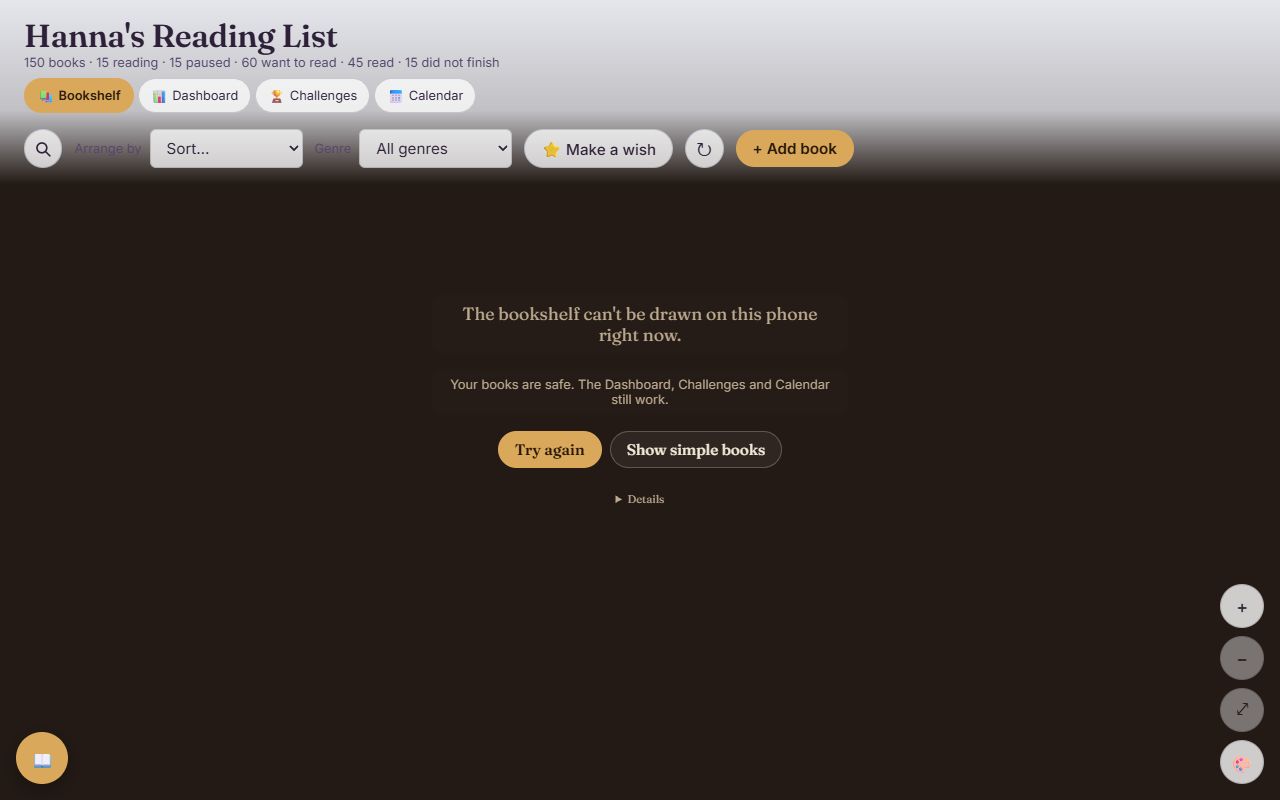 Hanna's Reading List
150 books · 15 reading · 15 paused · 60 want to read · 45 read · 15 did not finish
Bookshelf
Dashboard
Challenges
Calendar
Arrange by
Sort...
Genre
All genres
Make a wish
+ Add book
The bookshelf can't be drawn on this phone
right now.
Your books are safe. The Dashboard, Challenges and Calendar
still work.
Try again
Show simple books
Details
+
−